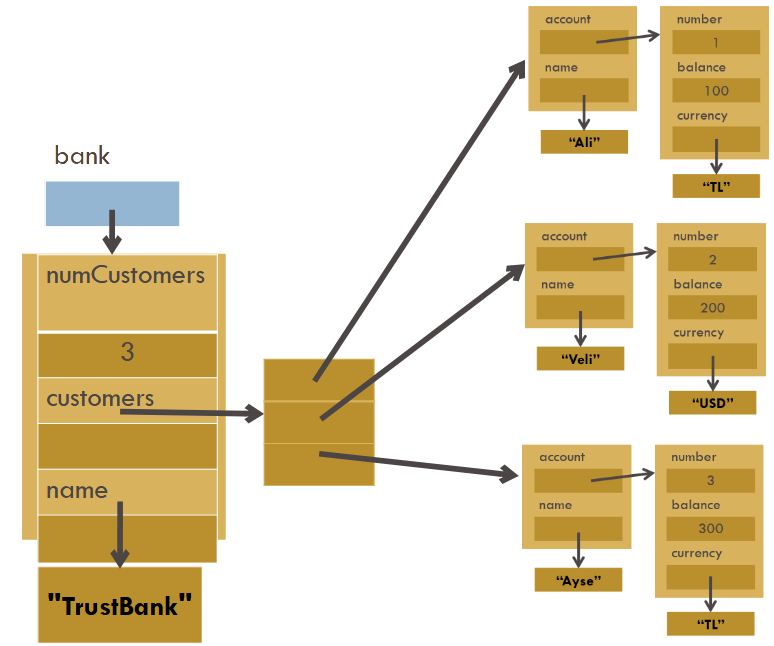 bank
numCustomers
3
customers
name
"TrustBank"
account
name
“Ali”
number
1
balance
100
currency
“TL”
account
name
“Veli”
number
2
balance
200
currency
“USD”
account
name
“Ayse”
number
3
balance
300
currency
“TL”